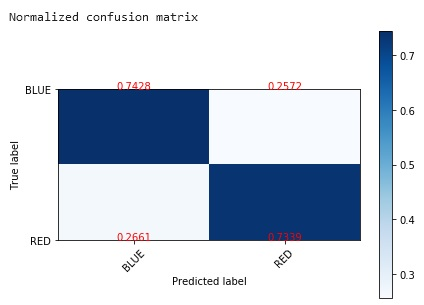 Normalized confusion matrix
0.7
BLUE 0.7428 0.2572
0.6
True label
0.5
0.4
RED 0.2661 0.7339
0.3
BLUE RED
Predicted label